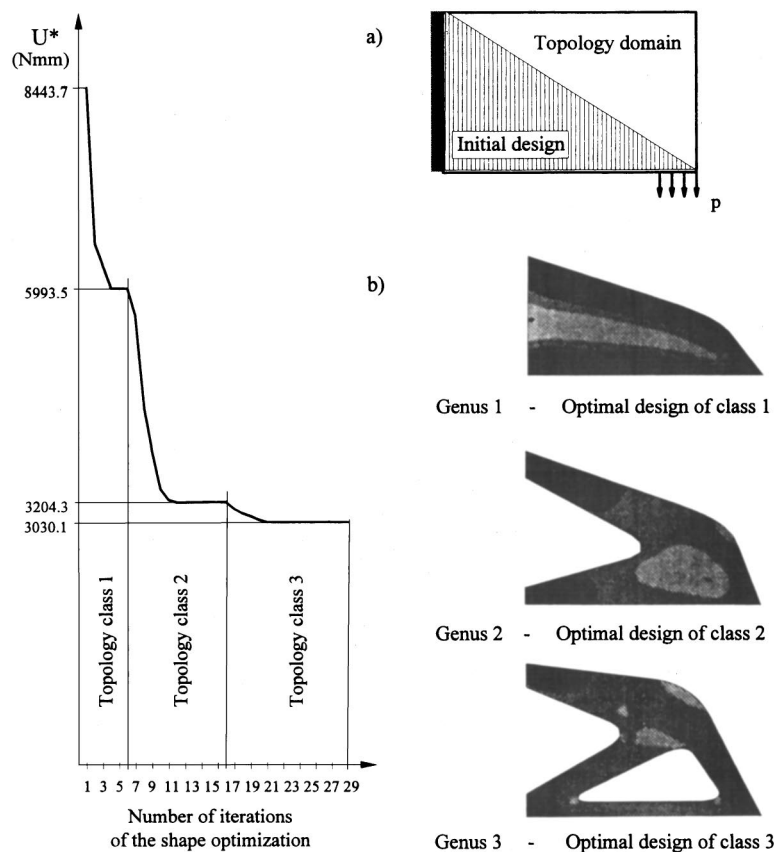 U*
(Nmm)
8443.7
5993.5
3204.3
3030.1
Topology class 1
Topology class 2
Topology class 3
1 3 5 7 9 11 13 15 17 19 21 23 25 27 29
Number of iterations
of the shape optimization
a)
Topology domain
Initial design
p
b)
Genus 1 - Optimal design of class 1
Genus 2 - Optimal design of class 2
Genus 3 - Optimal design of class 3